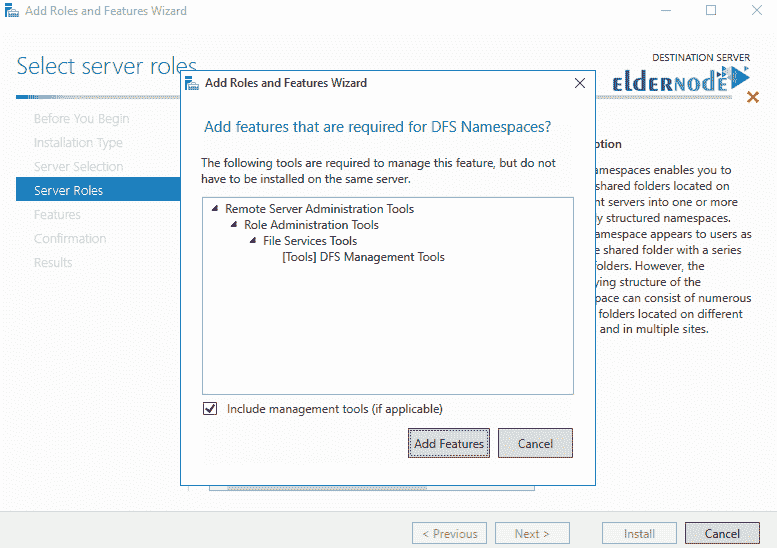 Add Roles and Features Wizard
Select server roles
DESTINATION SERVER
eldernode
Before You Begin
Installation Type
Server Selection
Server Roles
Features
Confirmation
Results
Add Roles and Features Wizard
Add features that are required for DFS Namespaces?
The following tools are required to manage this feature, but do not
have to be installed on the same server.
Remote Server Administration Tools
Role Administration Tools
File Services Tools
[Tools] DFS Management Tools
Include management tools (if applicable)
Add Features
Cancel
ption
amespaces enables you to
shared folders located on
nt servers into one or more
ly structured namespaces.
amespace appears to users as
e shared folder with a series
folders. However, the
ying structure of the
pace can consist of numerous
folders located on different
and in multiple sites.
< Previous
Next >
Install
Cancel